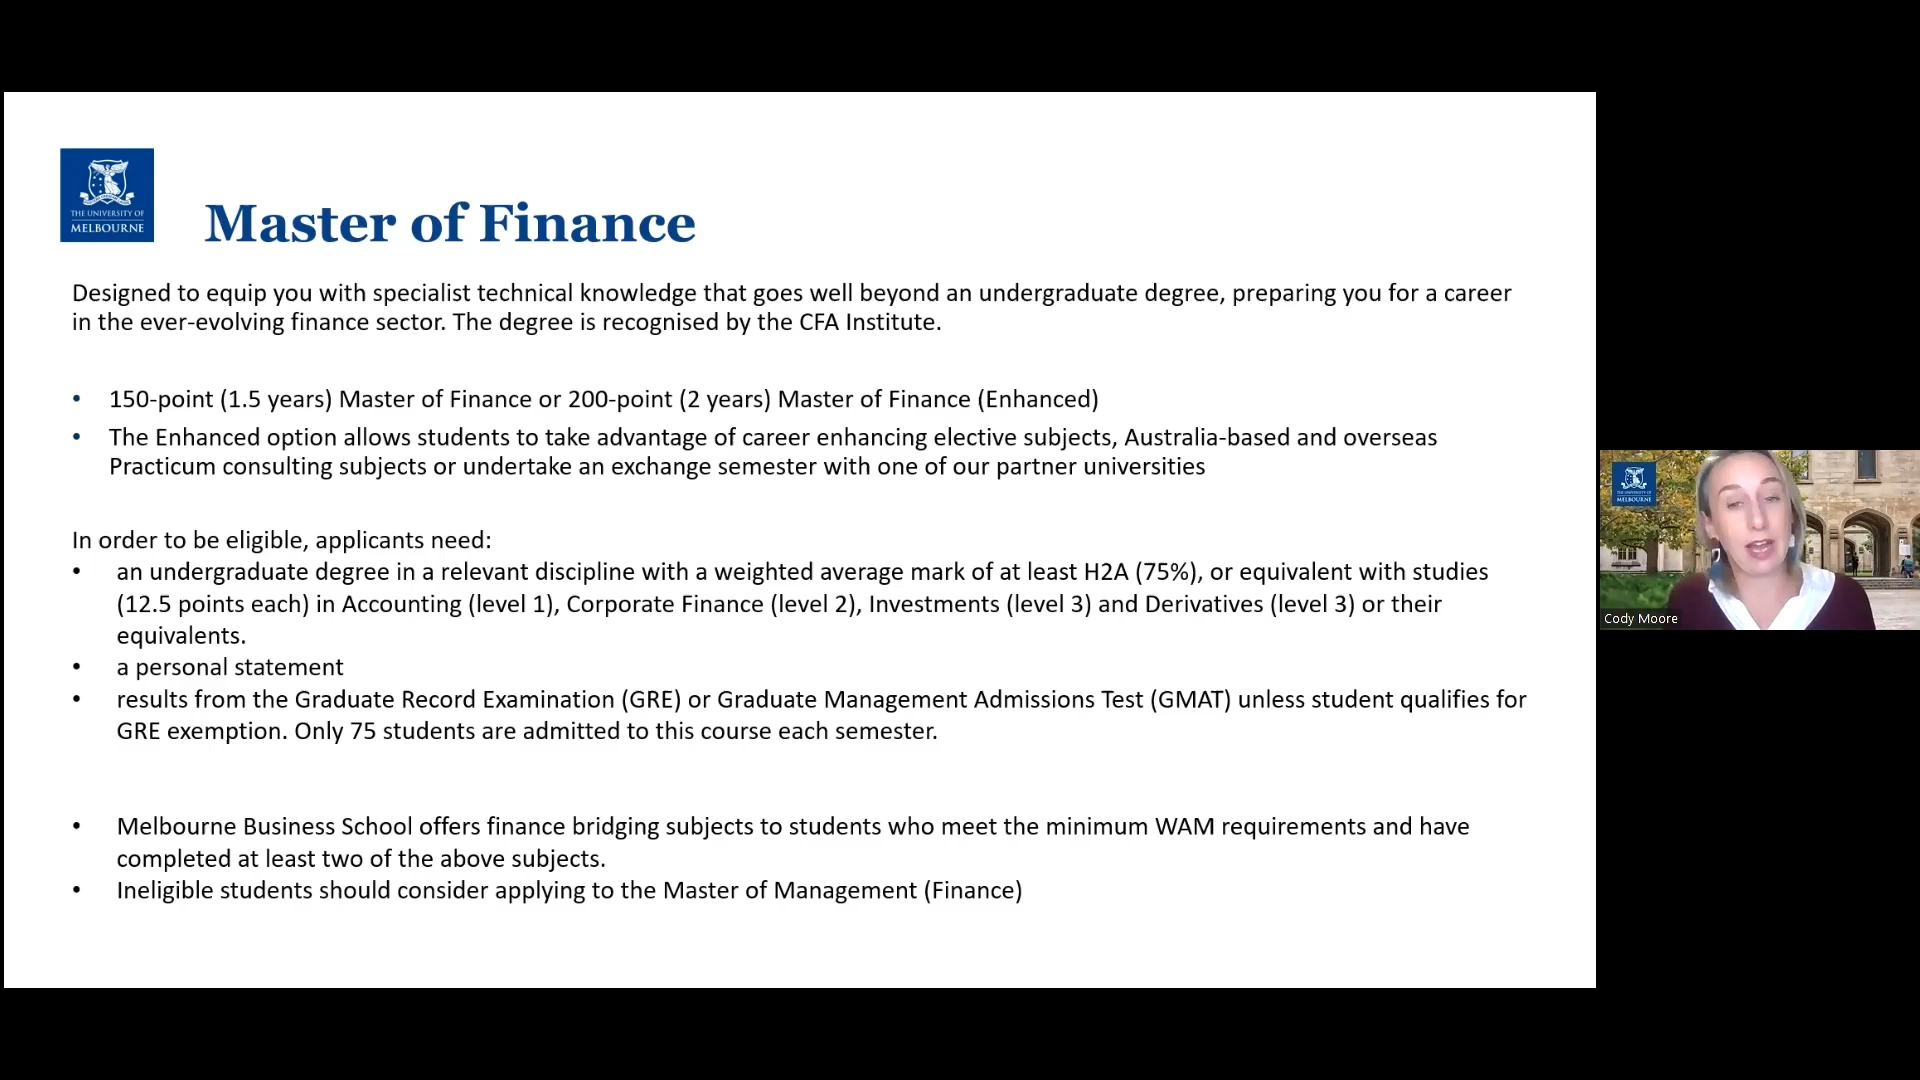 THE UNIVERSITY OF
MELBOURNE
Master of Finance
Designed to equip you with specialist technical knowledge that goes well beyond an undergraduate degree, preparing you for a career
in the ever-evolving finance sector. The degree is recognised by the CFA Institute.
• 150-point (1.5 years) Master of Finance or 200-point (2 years) Master of Finance (Enhanced)
• The Enhanced option allows students to take advantage of career enhancing elective subjects, Australia-based and overseas
Practicum consulting subjects or undertake an exchange semester with one of our partner universities
In order to be eligible, applicants need:
• an undergraduate degree in a relevant discipline with a weighted average mark of at least H2A (75%), or equivalent with studies
(12.5 points each) in Accounting (level 1), Corporate Finance (level 2), Investments (level 3) and Derivatives (level 3) or their
equivalents.
• a personal statement
• results from the Graduate Record Examination (GRE) or Graduate Management Admissions Test (GMAT) unless student qualifies for
GRE exemption. Only 75 students are admitted to this course each semester.
• Melbourne Business School offers finance bridging subjects to students who meet the minimum WAM requirements and have
completed at least two of the above subjects.
• Ineligible students should consider applying to the Master of Management (Finance)
THE UNIVERSITY OF
MELBOURNE
Cody Moore